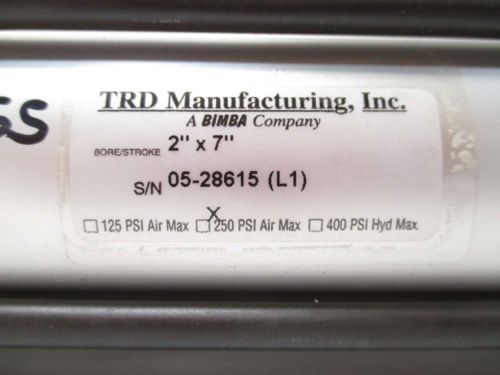 SS
TRD Manufacturing, Inc.
A BIMBA Company
BORE/STROKE 2" x 7"
S/N 05-28615 (L1)
☐ 125 PSI Air Max ☒ 250 PSI Air Max ☐ 400 PSI Hyd Max